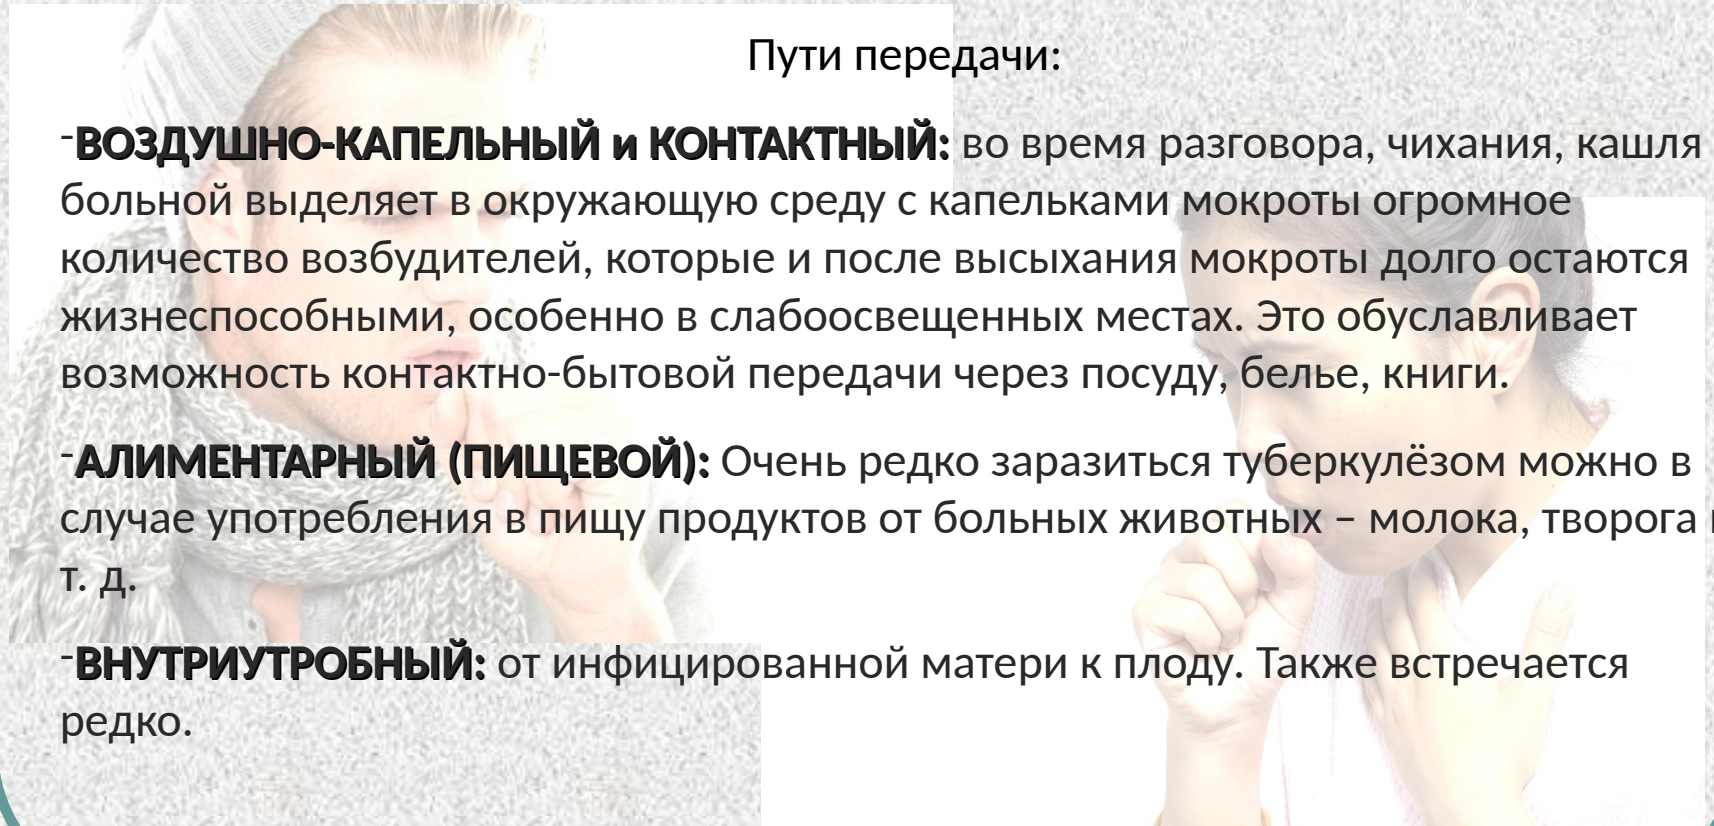 Пути передачи:
-ВОЗДУШНО-КАПЕЛЬНЫЙ и КОНТАКТНЫЙ: во время разговора, чихания, кашля
больной выделяет в окружающую среду с капельками мокроты огромное
количество возбудителей, которые и после высыхания мокроты долго остаются
жизнеспособными, особенно в слабоосвещенных местах. Это обуславливает
возможность контактно-бытовой передачи через посуду, белье, книги.
-АЛИМЕНТАРНЫЙ (ПИЩЕВОЙ): Очень редко заразиться туберкулёзом можно в
случае употребления в пищу продуктов от больных животных – молока, творога
т. д.
-ВНУТРИУТРОБНЫЙ: от инфицированной матери к плоду. Также встречается
редко.